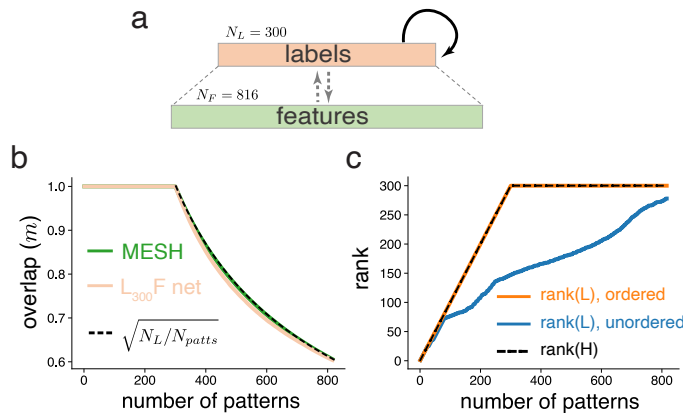 a
N_L = 300
labels
N_F = 816
features
b
overlap (m)
1.0
0.9
0.8
0.7
0.6
MESH
L₃₀₀F net
√(N_L/N_patts)
0
200
400
600
800
number of patterns
c
rank
300
250
200
150
100
50
0
rank(L), ordered
rank(L), unordered
rank(H)
0
200
400
600
800
number of patterns